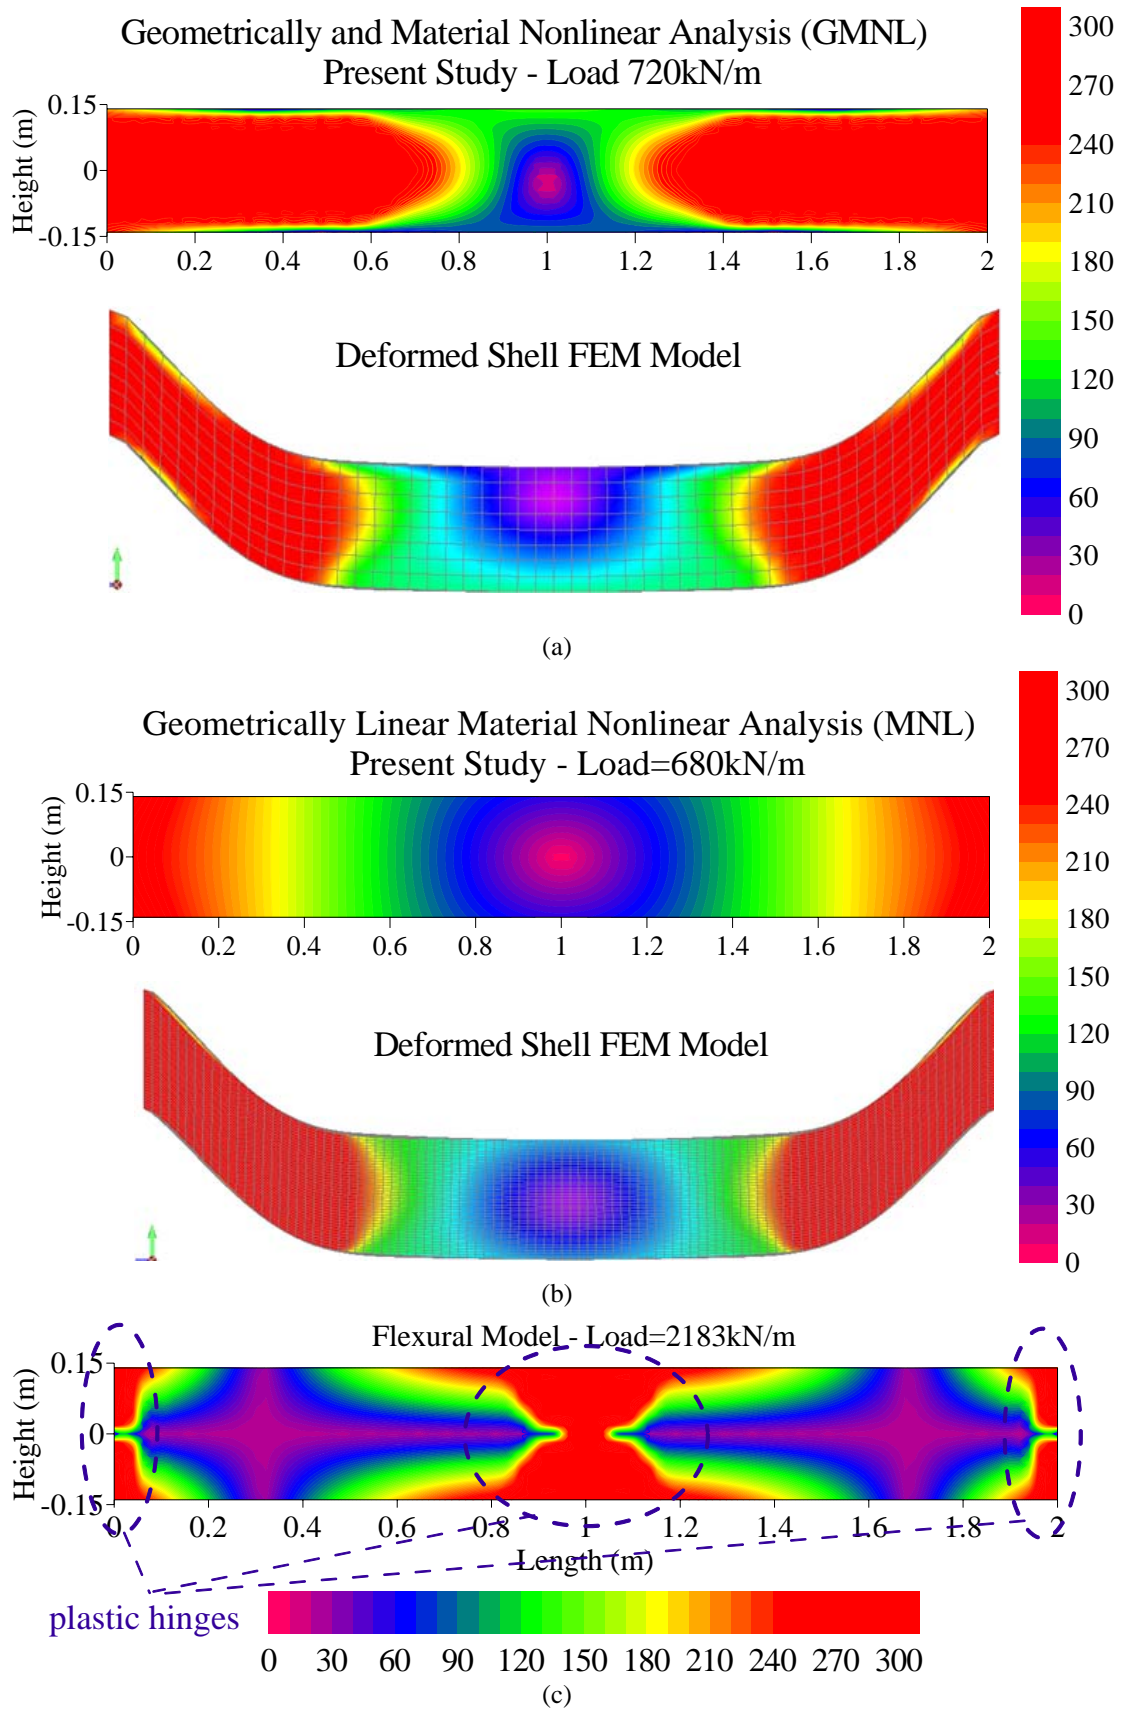 Geometrically and Material Nonlinear Analysis (GMNL)
Present Study - Load 720kN/m
Height (m)
0.15
0
-0.15
0 0.2 0.4 0.6 0.8 1 1.2 1.4 1.6 1.8 2
Deformed Shell FEM Model
300
270
240
210
180
150
120
90
60
30
0
(a)
Geometrically Linear Material Nonlinear Analysis (MNL)
Present Study - Load=680kN/m
Height (m)
0.15
0
-0.15
0 0.2 0.4 0.6 0.8 1 1.2 1.4 1.6 1.8 2
Deformed Shell FEM Model
300
270
240
210
180
150
120
90
60
30
0
(b)
Flexural Model - Load=2183kN/m
Height (m)
0.15
0
-0.15
0 0.2 0.4 0.6 0.8 1 1.2 1.4 1.6 1.8 2
Length (m)
plastic hinges
0 30 60 90 120 150 180 210 240 270 300
(c)